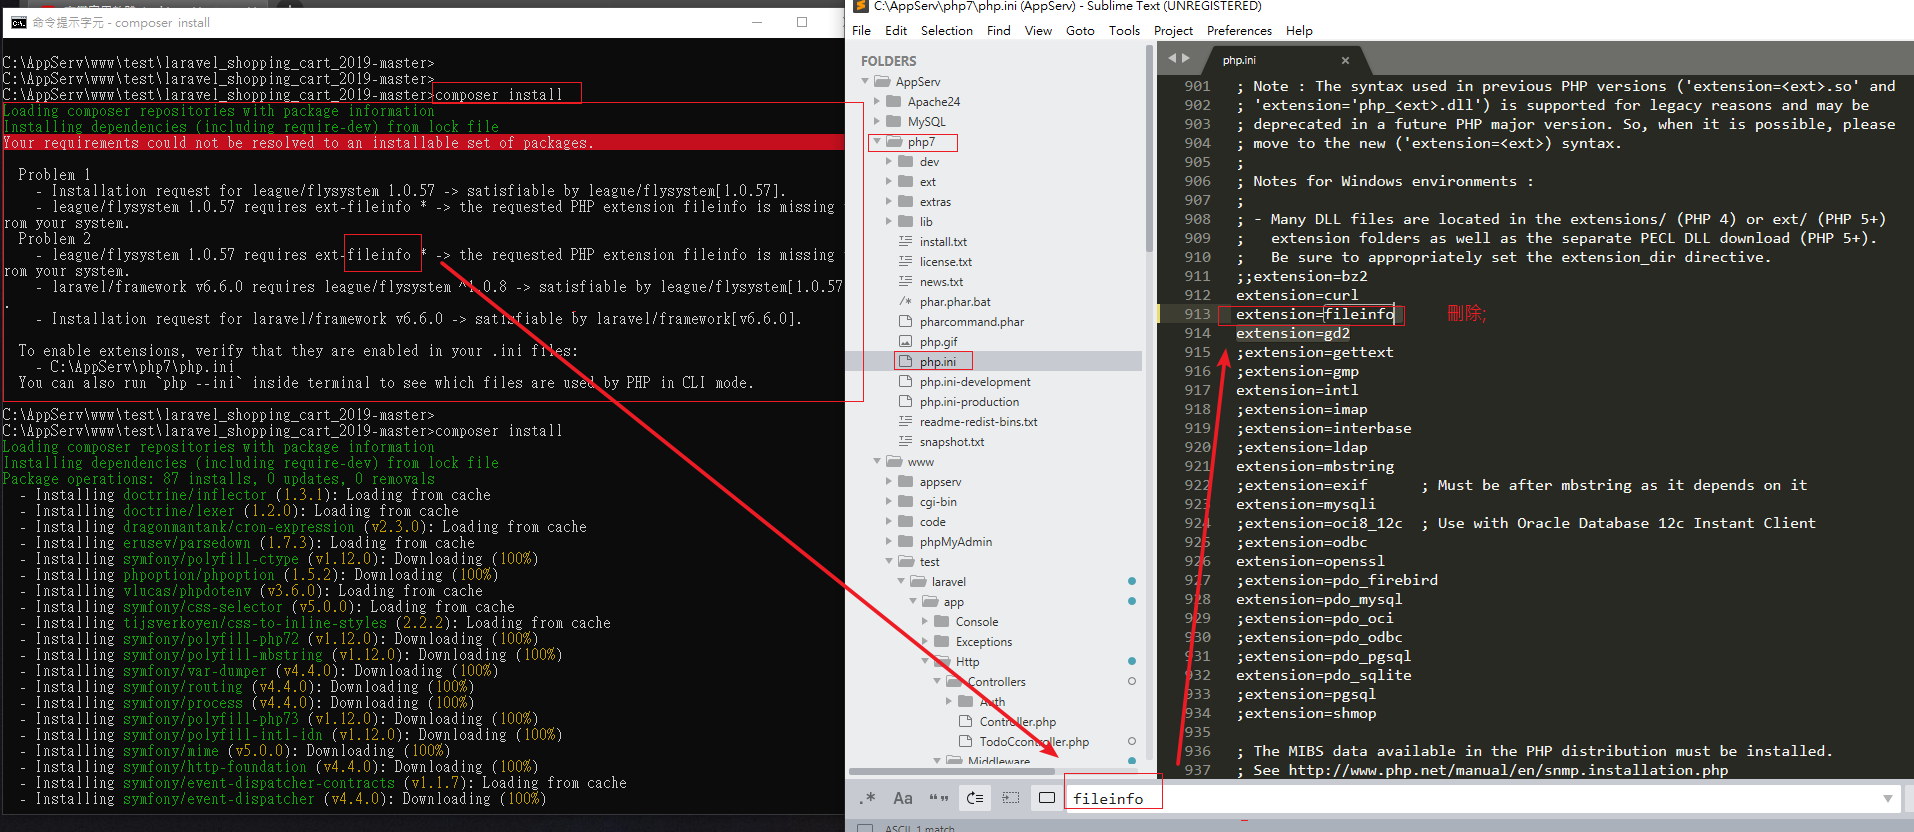 命令提示字元 - composer install
C:\AppServ\www\test\laravel_shopping_cart_2019-master>
C:\AppServ\www\test\laravel_shopping_cart_2019-master>
C:\AppServ\www\test\laravel_shopping_cart_2019-master>composer install
Loading composer repositories with package information
Installing dependencies (including require-dev) from lock file
Your requirements could not be resolved to an installable set of packages.
Problem 1
- Installation request for league/flysystem 1.0.57 -> satisfiable by league/flysystem[1.0.57].
- league/flysystem 1.0.57 requires ext-fileinfo * -> the requested PHP extension fileinfo is missing
rom your system.
Problem 2
- league/flysystem 1.0.57 requires ext-fileinfo * -> the requested PHP extension fileinfo is missing
rom your system.
- laravel/framework v6.6.0 requires league/flysystem ^1.0.8 -> satisfiable by league/flysystem[1.0.57
.
- Installation request for laravel/framework v6.6.0 -> satisfiable by laravel/framework[v6.6.0].
To enable extensions, verify that they are enabled in your .ini files:
- C:\AppServ\php7\php.ini
You can also run `php --ini` inside terminal to see which files are used by PHP in CLI mode.
C:\AppServ\www\test\laravel_shopping_cart_2019-master>
C:\AppServ\www\test\laravel_shopping_cart_2019-master>composer install
Loading composer repositories with package information
Installing dependencies (including require-dev) from lock file
Package operations: 87 installs, 0 updates, 0 removals
- Installing doctrine/inflector (1.3.1): Loading from cache
- Installing doctrine/lexer (1.2.0): Loading from cache
- Installing dragonmantank/cron-expression (v2.3.0): Loading from cache
- Installing erusev/parsedown (1.7.3): Loading from cache
- Installing symfony/polyfill-ctype (v1.12.0): Downloading (100%)
- Installing phpoption/phpoption (1.5.2): Downloading (100%)
- Installing vlucas/phpdotenv (v3.6.0): Loading from cache
- Installing symfony/css-selector (v5.0.0): Loading from cache
- Installing tijsverkoyen/css-to-inline-styles (2.2.2): Loading from cache
- Installing symfony/polyfill-php72 (v1.12.0): Downloading (100%)
- Installing symfony/polyfill-mbstring (v1.12.0): Downloading (100%)
- Installing symfony/var-dumper (v4.4.0): Downloading (100%)
- Installing symfony/routing (v4.4.0): Downloading (100%)
- Installing symfony/process (v4.4.0): Downloading (100%)
- Installing symfony/polyfill-php73 (v1.12.0): Downloading (100%)
- Installing symfony/polyfill-intl-idn (v1.12.0): Downloading (100%)
- Installing symfony/mime (v5.0.0): Downloading (100%)
- Installing symfony/http-foundation (v4.4.0): Downloading (100%)
- Installing symfony/event-dispatcher-contracts (v1.1.7): Loading from cache
- Installing symfony/event-dispatcher (v4.4.0): Downloading (100%)
C:\AppServ\php7\php.ini (AppServ) - Sublime Text (UNREGISTERED)
File Edit Selection Find View Goto Tools Project Preferences Help
FOLDERS
AppServ
Apache24
MySQL
php7
dev
ext
extras
lib
install.txt
license.txt
news.txt
/* phar.phar.bat
pharcommand.phar
php.gif
php.ini
php.ini-development
php.ini-production
readme-redist-bins.txt
snapshot.txt
www
appserv
cgi-bin
code
phpMyAdmin
test
laravel
app
Console
Exceptions
Http
Controllers
Auth
Controller.php
TodoCcontroller.php
Middleware
php.ini
901 ; Note : The syntax used in previous PHP versions ('extension=<ext>.so' and
902 ; 'extension='php_<ext>.dll') is supported for legacy reasons and may be
903 ; deprecated in a future PHP major version. So, when it is possible, please
904 ; move to the new ('extension=<ext>) syntax.
905 ;
906 ; Notes for Windows environments :
907 ;
908 ; - Many DLL files are located in the extensions/ (PHP 4) or ext/ (PHP 5+)
909 ; extension folders as well as the separate PECL DLL download (PHP 5+).
910 ; Be sure to appropriately set the extension_dir directive.
911 ;;extension=bz2
912 extension=curl
913 extension=fileinfo 刪除;
914 extension=gd2
915 ;extension=gettext
916 ;extension=gmp
917 extension=intl
918 ;extension=imap
919 ;extension=interbase
920 ;extension=ldap
921 extension=mbstring
922 ;extension=exif ; Must be after mbstring as it depends on it
923 extension=mysqli
924 ;extension=oci8_12c ; Use with Oracle Database 12c Instant Client
925 ;extension=odbc
926 extension=openssl
927 ;extension=pdo_firebird
928 extension=pdo_mysql
929 ;extension=pdo_oci
930 ;extension=pdo_odbc
931 ;extension=pdo_pgsql
932 extension=pdo_sqlite
933 ;extension=pgsql
934 ;extension=shmop
935
936 ; The MIBS data available in the PHP distribution must be installed.
937 ; See http://www.php.net/manual/en/snmp.installation.php
.* Aa “”
fileinfo
ASCII, 1 match